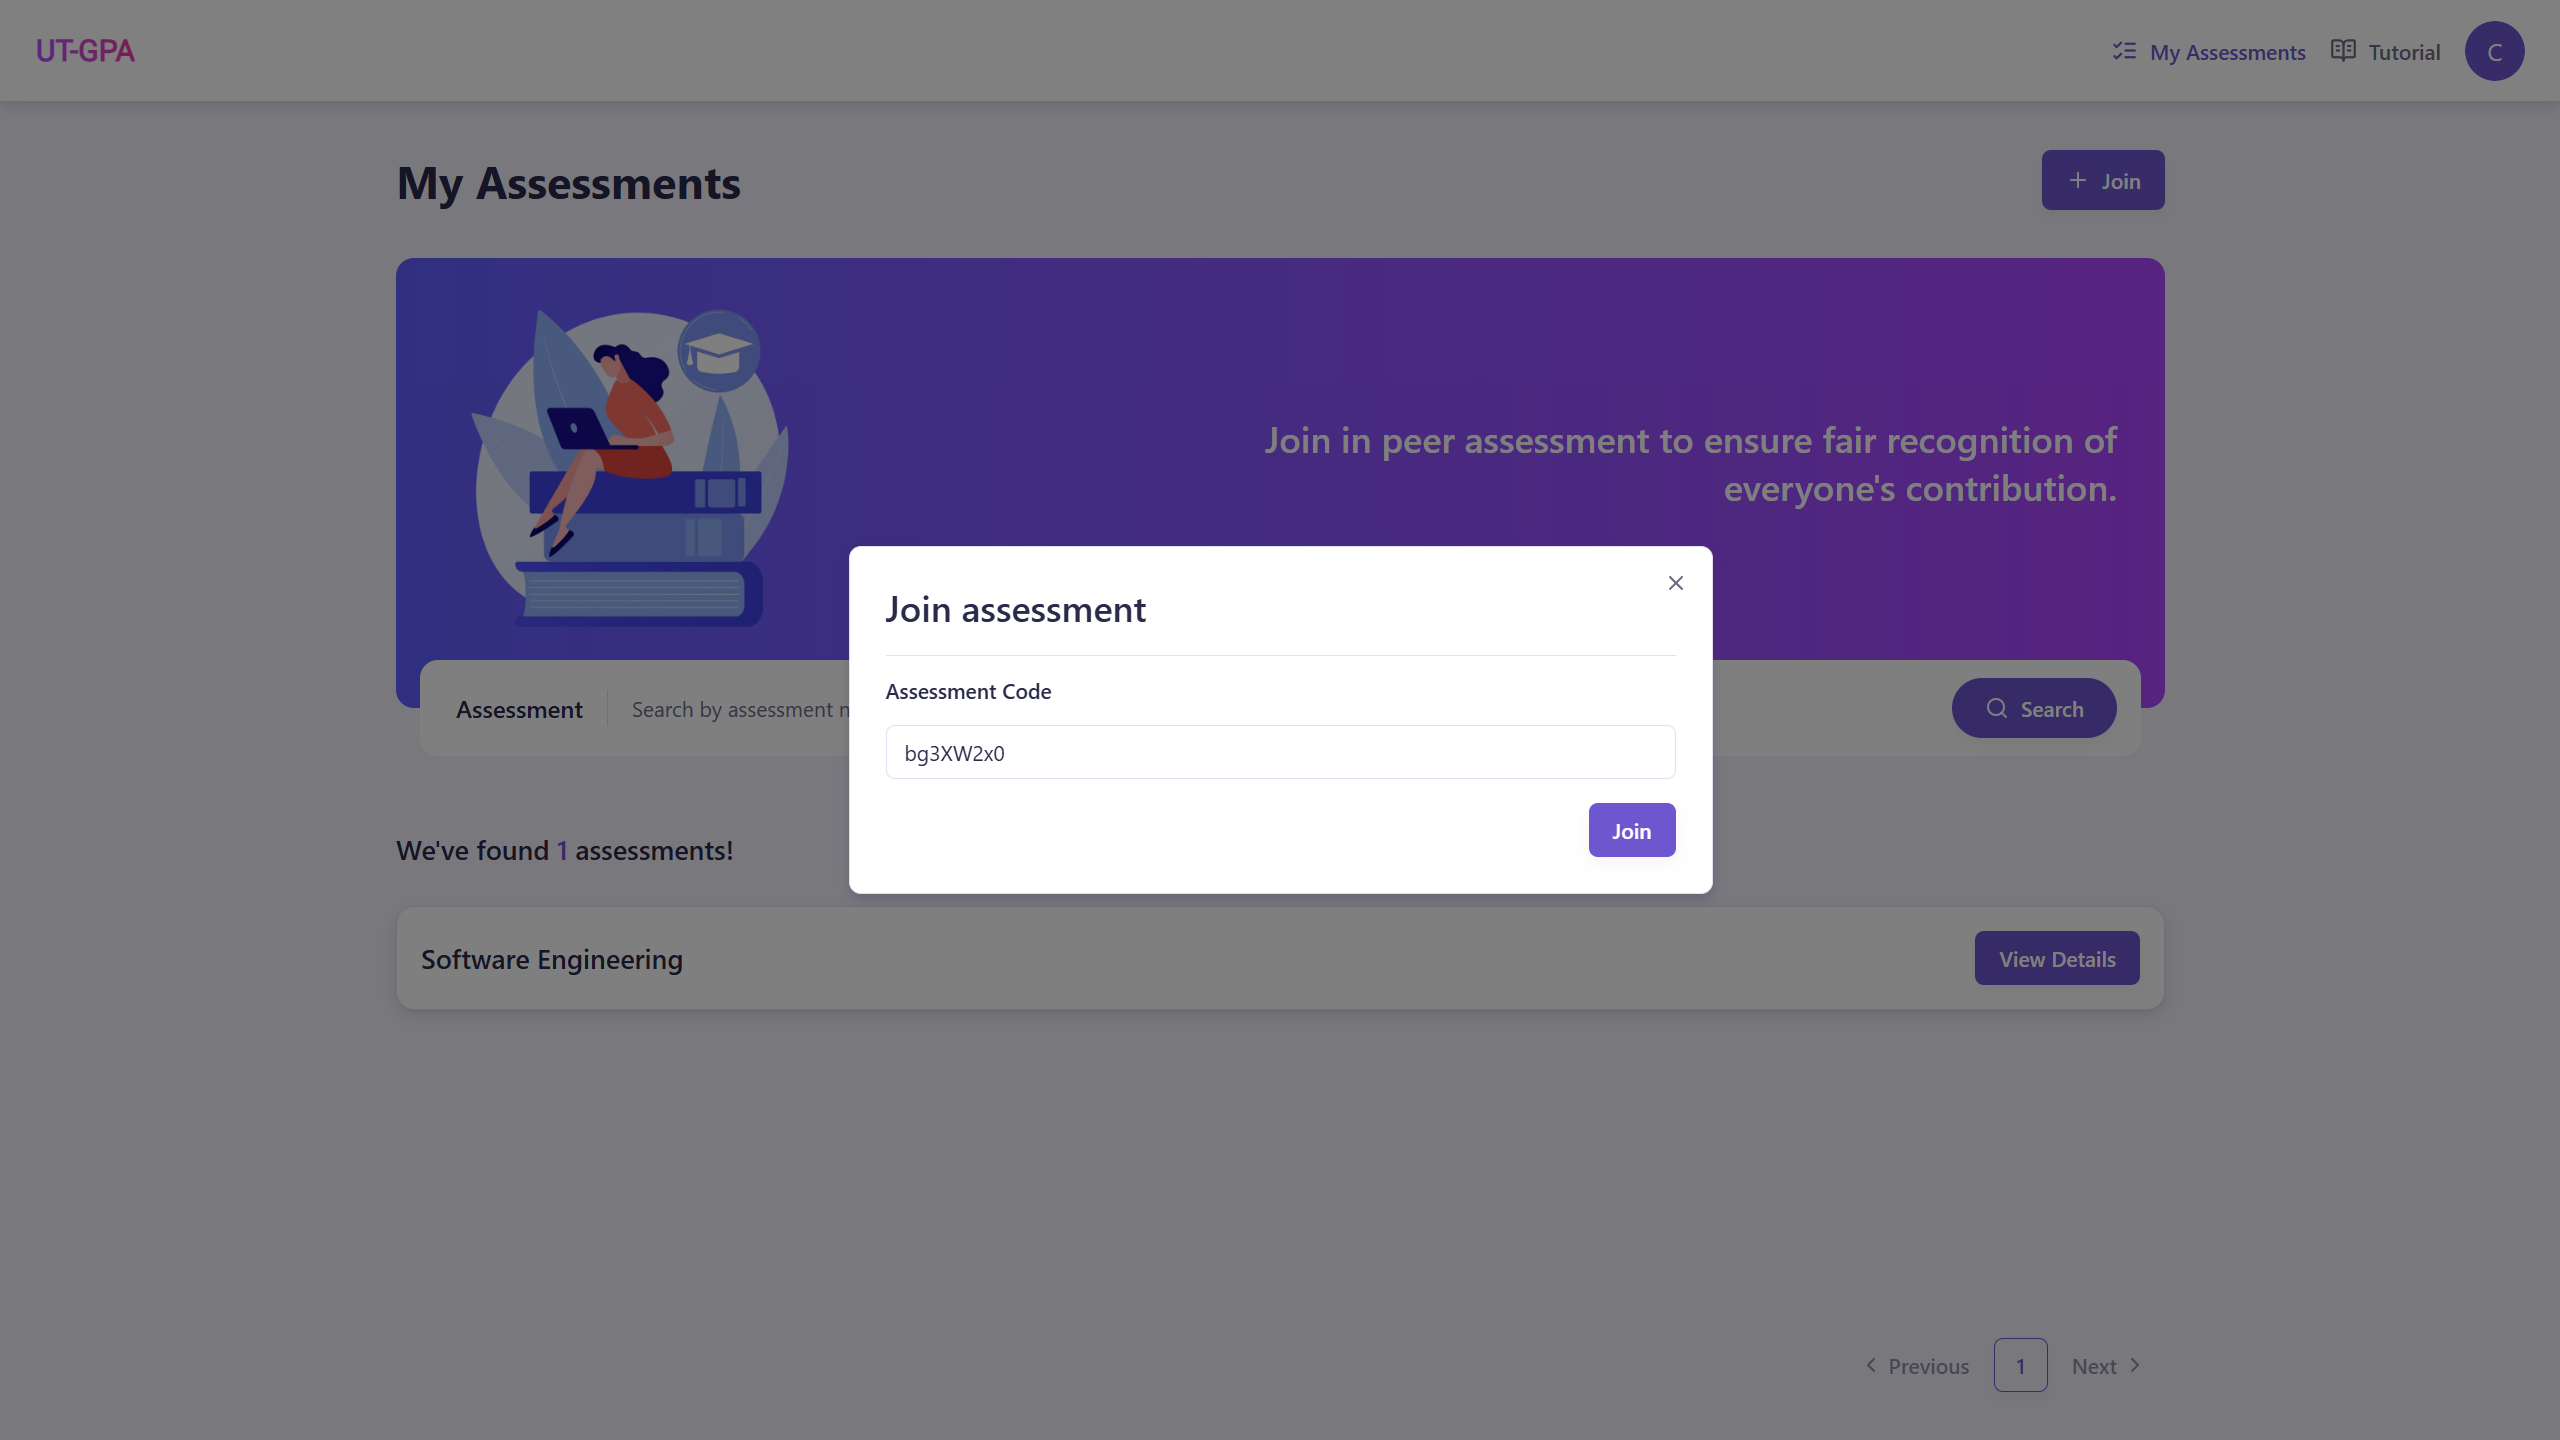 UT-GPA
My Assessments
Tutorial
C
My Assessments
Join
Join in peer assessment to ensure fair recognition of
everyone's contribution.
Join assessment
Assessment Code
bg3XW2x0
Join
Assessment
Search by assessment
Search
We've found 1 assessments!
Software Engineering
View Details
Previous
1
Next